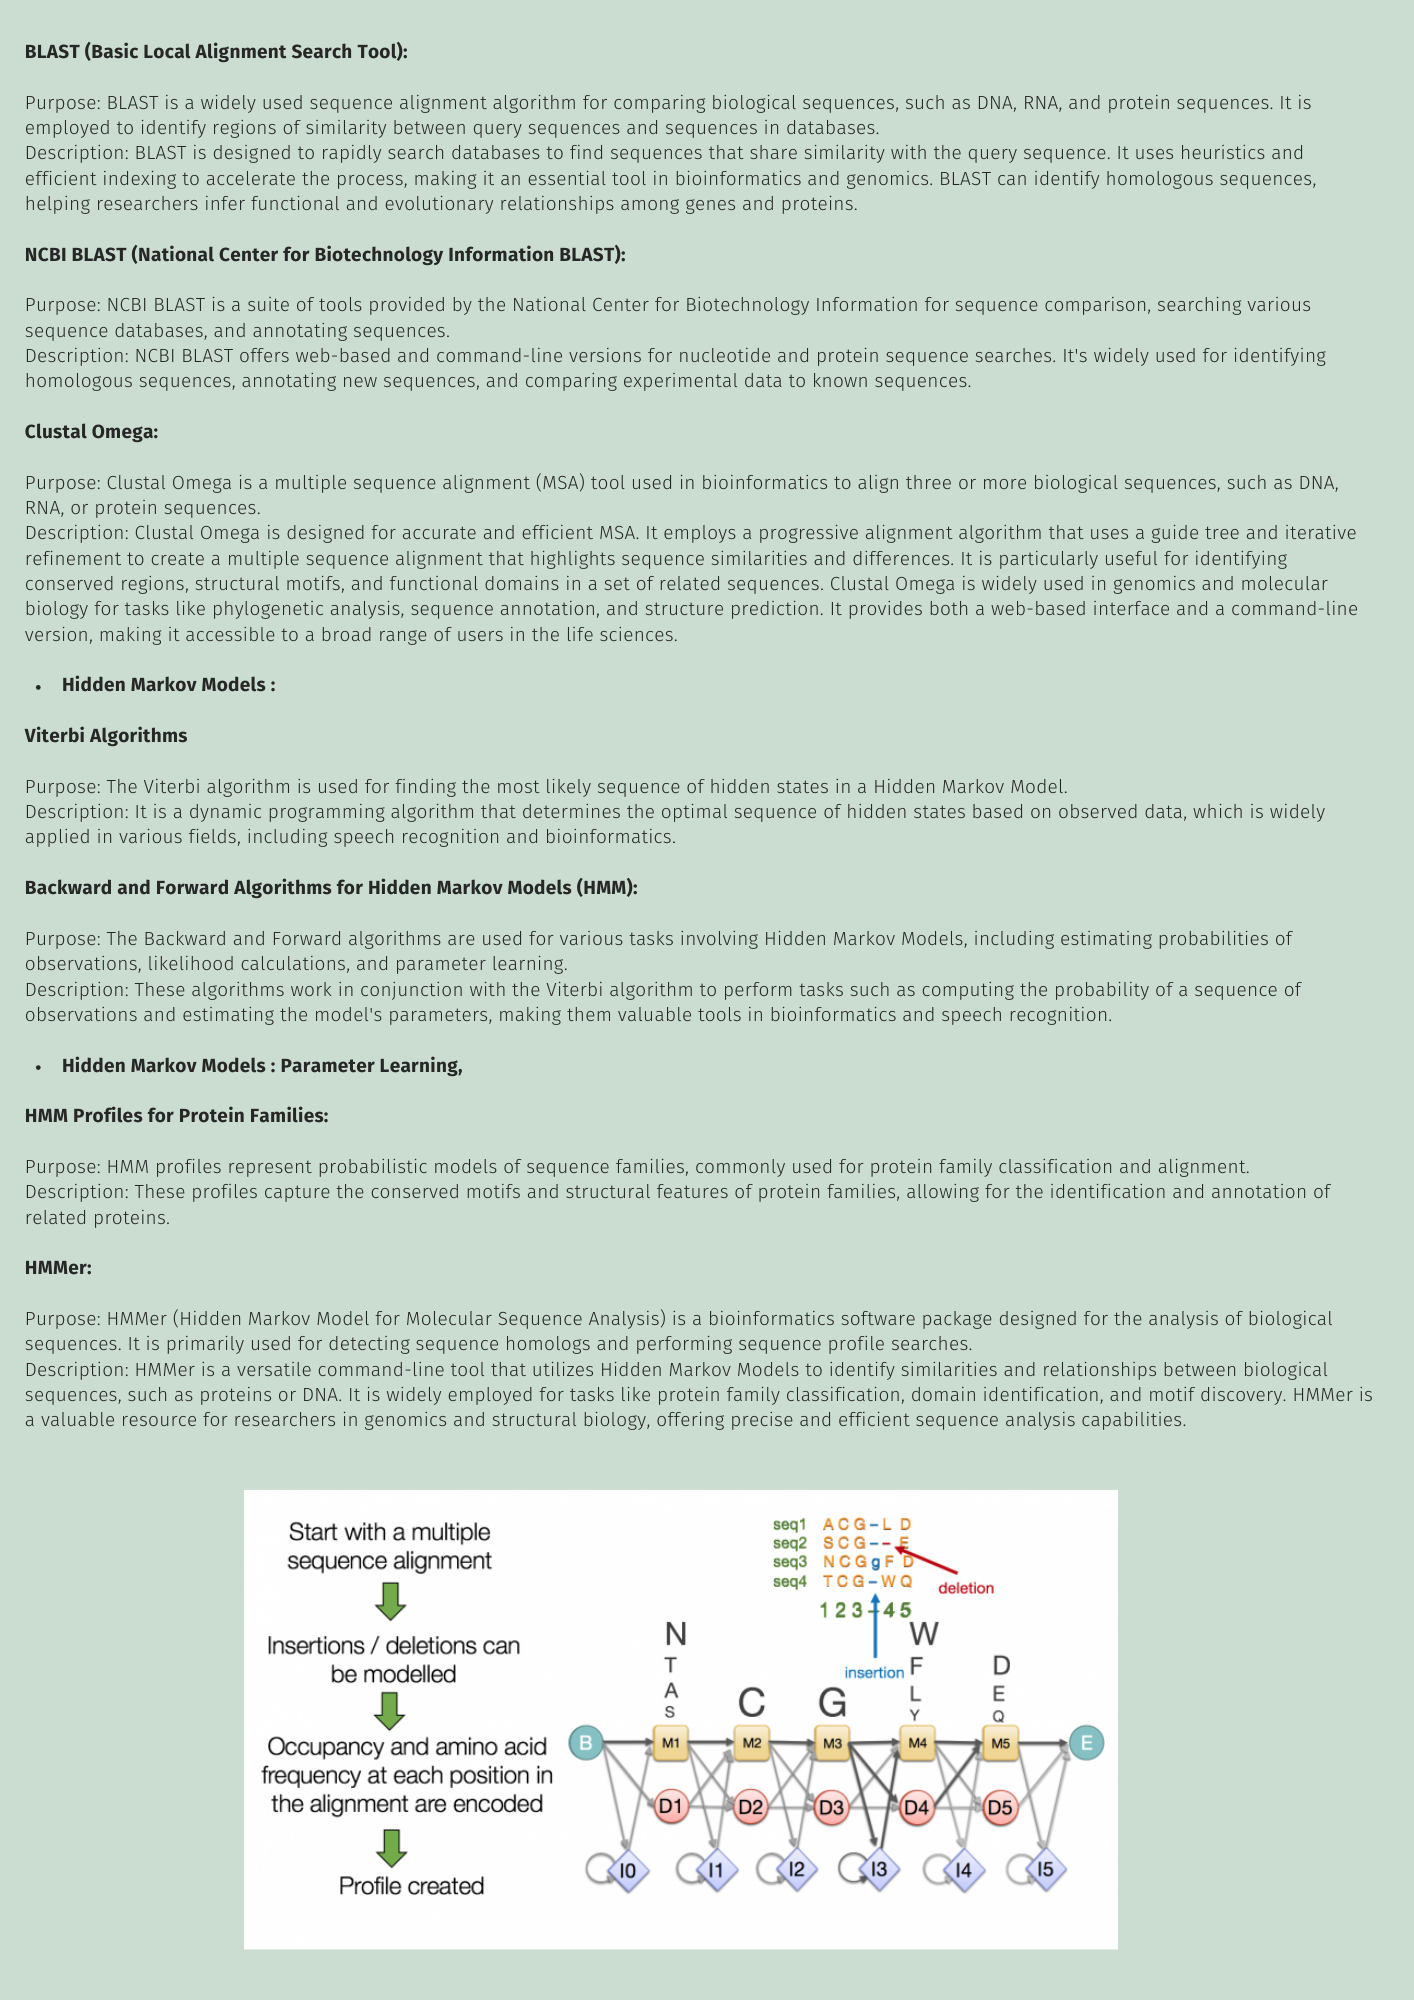 BLAST (Basic Local Alignment Search Tool):
Purpose: BLAST is a widely used sequence alignment algorithm for comparing biological sequences, such as DNA, RNA, and protein sequences. It is
employed to identify regions of similarity between query sequences and sequences in databases.
Description: BLAST is designed to rapidly search databases to find sequences that share similarity with the query sequence. It uses heuristics and
efficient indexing to accelerate the process, making it an essential tool in bioinformatics and genomics. BLAST can identify homologous sequences,
helping researchers infer functional and evolutionary relationships among genes and proteins.
NCBI BLAST (National Center for Biotechnology Information BLAST):
Purpose: NCBI BLAST is a suite of tools provided by the National Center for Biotechnology Information for sequence comparison, searching various
sequence databases, and annotating sequences.
Description: NCBI BLAST offers web-based and command-line versions for nucleotide and protein sequence searches. It's widely used for identifying
homologous sequences, annotating new sequences, and comparing experimental data to known sequences.
Clustal Omega:
Purpose: Clustal Omega is a multiple sequence alignment (MSA) tool used in bioinformatics to align three or more biological sequences, such as DNA,
RNA, or protein sequences.
Description: Clustal Omega is designed for accurate and efficient MSA. It employs a progressive alignment algorithm that uses a guide tree and iterative
refinement to create a multiple sequence alignment that highlights sequence similarities and differences. It is particularly useful for identifying
conserved regions, structural motifs, and functional domains in a set of related sequences. Clustal Omega is widely used in genomics and molecular
biology for tasks like phylogenetic analysis, sequence annotation, and structure prediction. It provides both a web-based interface and a command-line
version, making it accessible to a broad range of users in the life sciences.
• Hidden Markov Models :
Viterbi Algorithms
Purpose: The Viterbi algorithm is used for finding the most likely sequence of hidden states in a Hidden Markov Model.
Description: It is a dynamic programming algorithm that determines the optimal sequence of hidden states based on observed data, which is widely
applied in various fields, including speech recognition and bioinformatics.
Backward and Forward Algorithms for Hidden Markov Models (HMM):
Purpose: The Backward and Forward algorithms are used for various tasks involving Hidden Markov Models, including estimating probabilities of
observations, likelihood calculations, and parameter learning.
Description: These algorithms work in conjunction with the Viterbi algorithm to perform tasks such as computing the probability of a sequence of
observations and estimating the model's parameters, making them valuable tools in bioinformatics and speech recognition.
• Hidden Markov Models : Parameter Learning,
HMM Profiles for Protein Families:
Purpose: HMM profiles represent probabilistic models of sequence families, commonly used for protein family classification and alignment.
Description: These profiles capture the conserved motifs and structural features of protein families, allowing for the identification and annotation of
related proteins.
HMMer:
Purpose: HMMer (Hidden Markov Model for Molecular Sequence Analysis) is a bioinformatics software package designed for the analysis of biological
sequences. It is primarily used for detecting sequence homologs and performing sequence profile searches.
Description: HMMer is a versatile command-line tool that utilizes Hidden Markov Models to identify similarities and relationships between biological
sequences, such as proteins or DNA. It is widely employed for tasks like protein family classification, domain identification, and motif discovery. HMMer is
a valuable resource for researchers in genomics and structural biology, offering precise and efficient sequence analysis capabilities.
Start with a multiple
sequence alignment
Insertions / deletions can
be modelled
Occupancy and amino acid
frequency at each position in
the alignment are encoded
Profile created
seq1 A C G – L D
seq2 S C G – – E
seq3 N C G g F D
seq4 T C G – W Q
deletion
1 2 3 – 4 5
insertion
N
T
A
S
C
G
W
F
L
Y
D
E
Q
B M1 M2 M3 M4 M5 E
D1 D2 D3 D4 D5
I0 I1 I2 I3 I4 I5